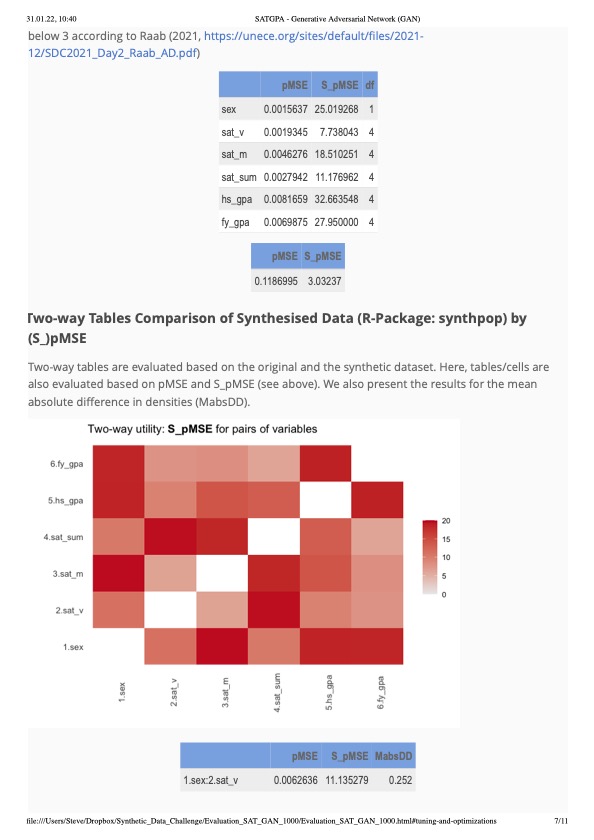 31.01.22, 10:40 SATGPA - Generative Adversarial Network (GAN)
below 3 according to Raab (2021, https://unece.org/sites/default/files/2021-
12/SDC2021_Day2_Raab_AD.pdf)
pMSE S_pMSE df
sex 0.0015637 25.019268 1
sat_v 0.0019345 7.738043 4
sat_m 0.0046276 18.510251 4
sat_sum 0.0027942 11.176962 4
hs_gpa 0.0081659 32.663548 4
fy_gpa 0.0069875 27.950000 4
pMSE S_pMSE
0.1186995 3.03237
Two-way Tables Comparison of Synthesised Data (R-Package: synthpop) by
(S_)pMSE
Two-way tables are evaluated based on the original and the synthetic dataset. Here, tables/cells are
also evaluated based on pMSE and S_pMSE (see above). We also present the results for the mean
absolute difference in densities (MabsDD).
Two-way utility: S_pMSE for pairs of variables
6.fy_gpa
5.hs_gpa
4.sat_sum
3.sat_m
2.sat_v
1.sex
20
15
10
5
0
1.sex
2.sat_v
3.sat_m
4.sat_sum
5.hs_gpa
6.fy_gpa
pMSE S_pMSE MabsDD
1.sex:2.sat_v 0.0062636 11.135279 0.252
file:///Users/Steve/Dropbox/Synthetic_Data_Challenge/Evaluation_SAT_GAN_1000/Evaluation_SAT_GAN_1000.html#tuning-and-optimizations 7/11